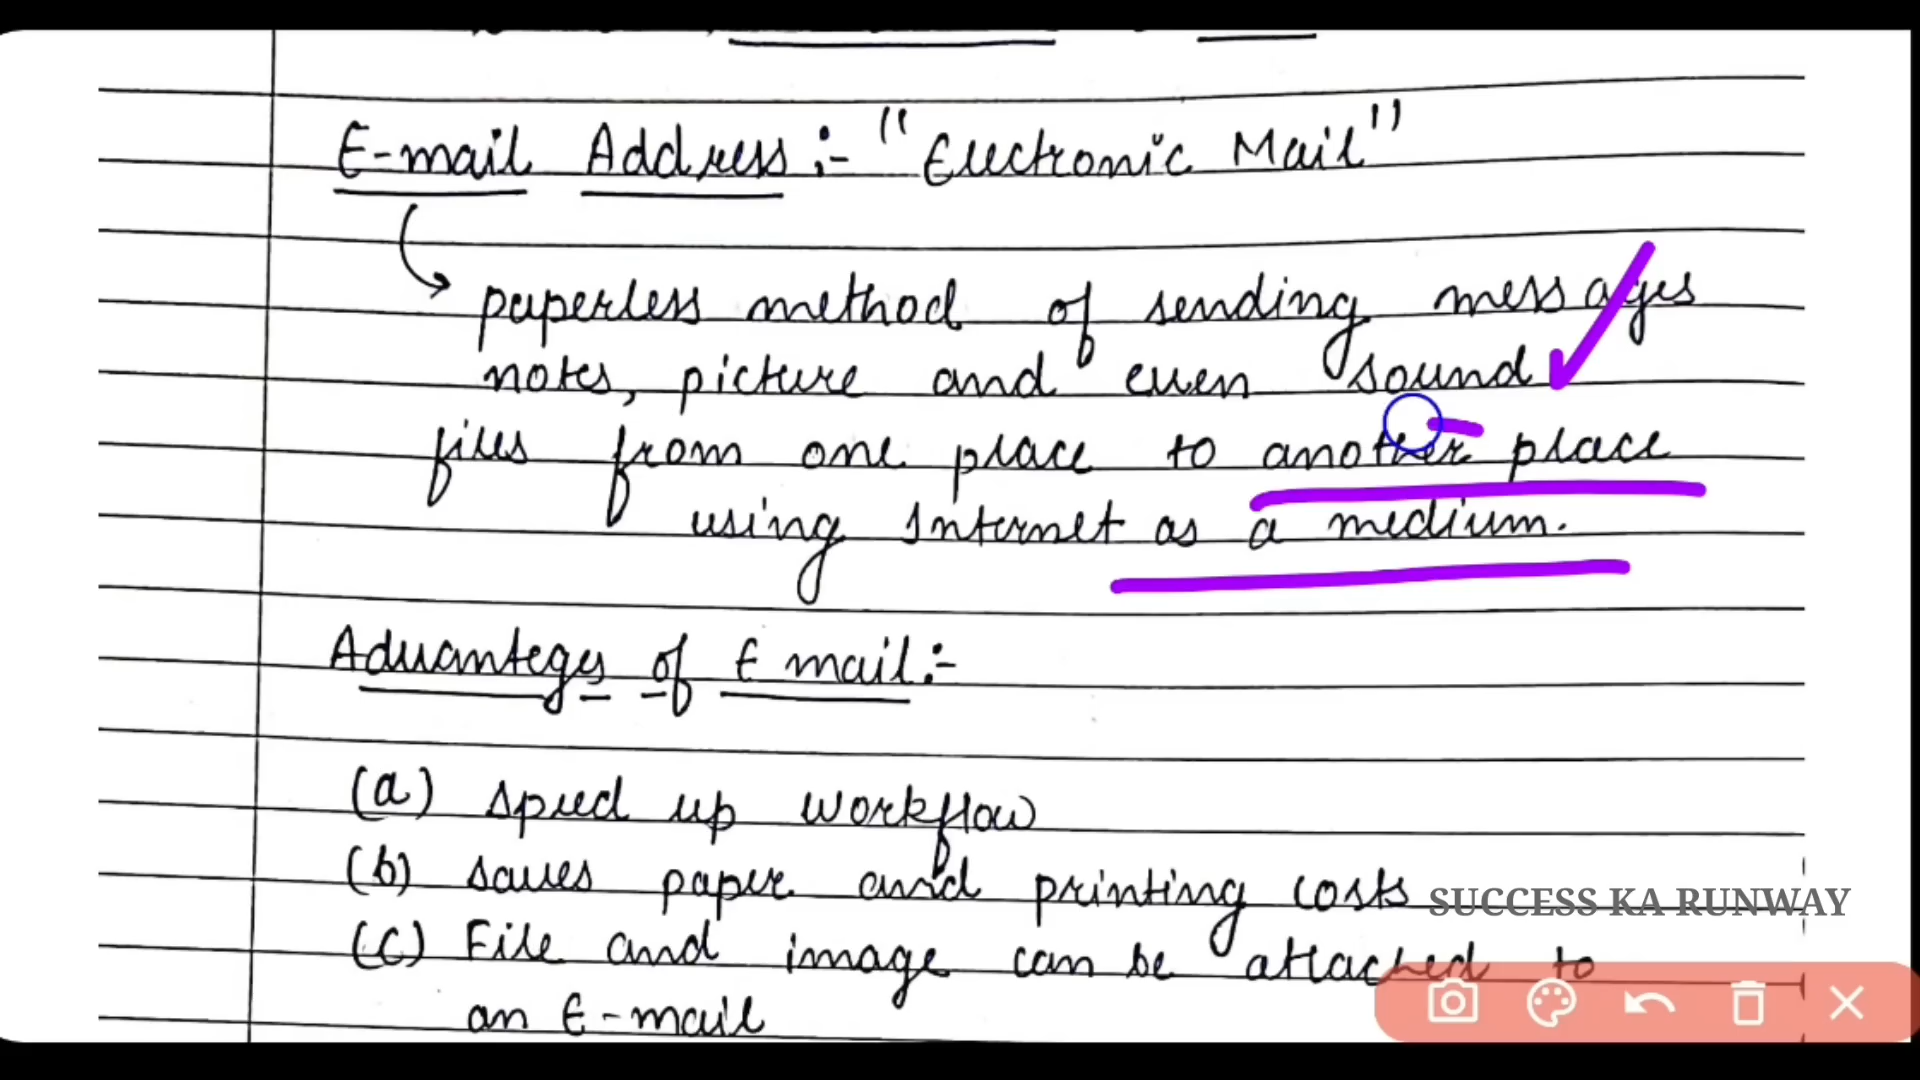 E-mail Address :- "Electronic Mail"
paperless method of sending messages
notes, picture and even sound
files from one place to another place
using Internet as a medium.
Advanteges of E mail :-
(a) speed up workflow
(b) saves paper and printing costs
SUCCESS KA RUNWAY
(c) File and image can be attached to
an E-mail